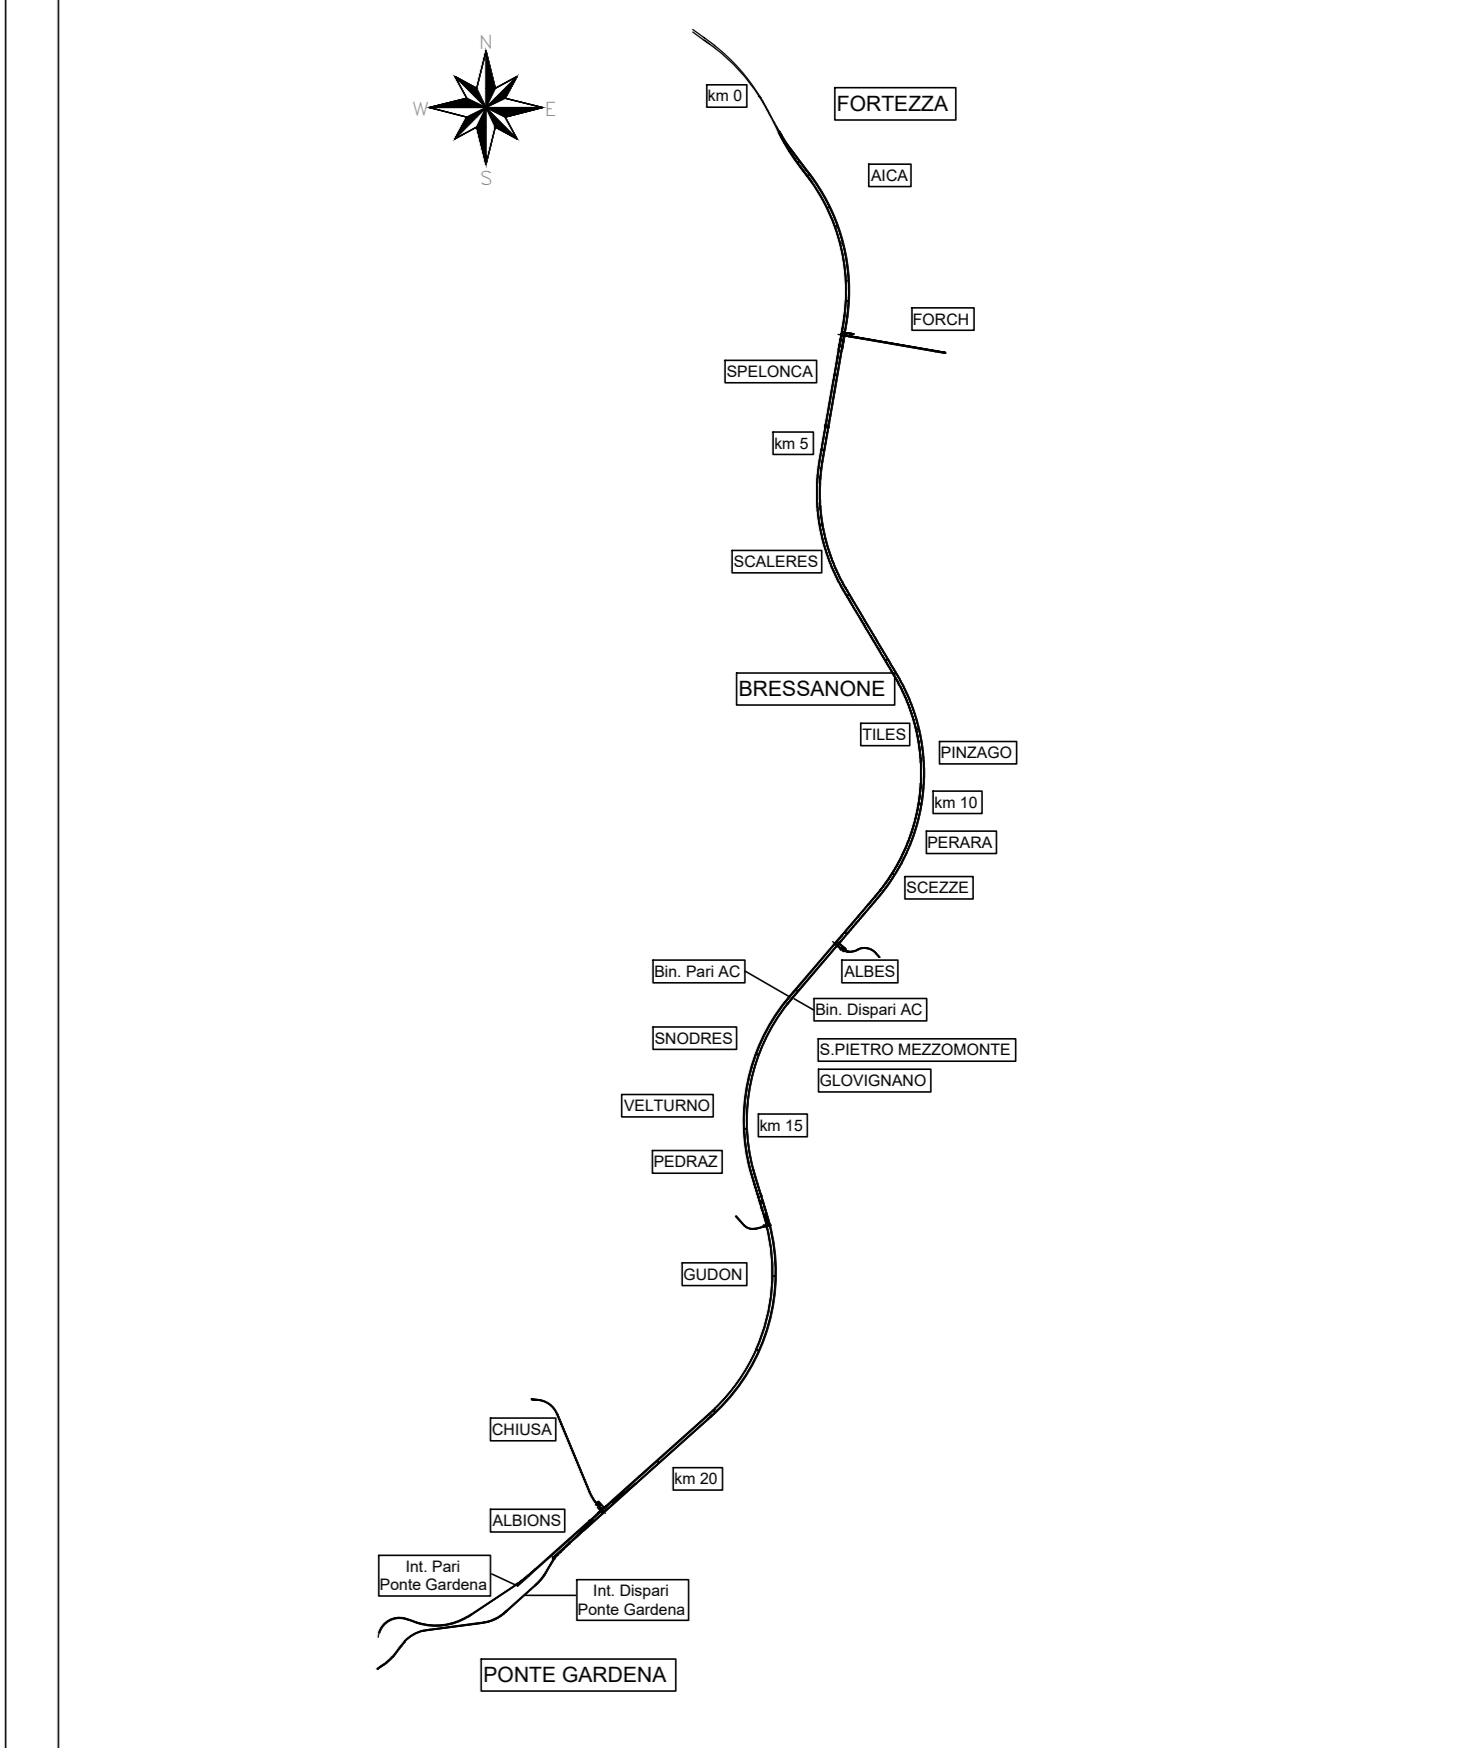 N
km 0
FORTEZZA
W
E
AICA
S
FORCH
SPELONCA
km 5
SCALERES
BRESSANONE
TILES
PINZAGO
km 10
PERARA
SCEZZE
Bin. Pari AC
ALBES
Bin. Dispari AC
SNODRES
S.PIETRO MEZZOMONTE
GLOVIGNANO
VELTURNO
km 15
PEDRAZ
GUDON
CHIUSA
km 20
ALBIONS
Int. Pari
Ponte Gardena
Int. Dispari
Ponte Gardena
PONTE GARDENA